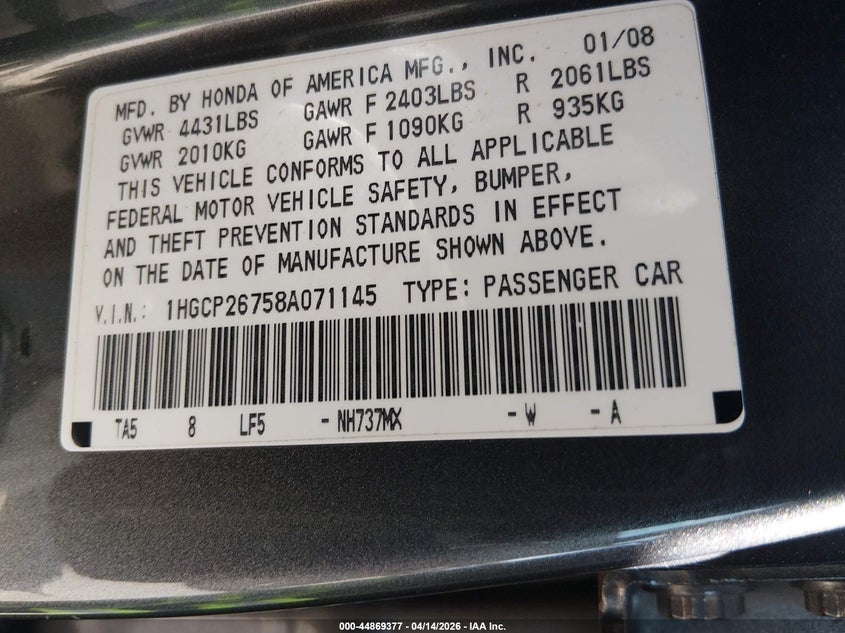 MFD. BY HONDA OF AMERICA MFG., INC. 01/08
GVWR 4431LBS GAWR F 2403LBS R 2061LBS
GVWR 2010KG GAWR F 1090KG R 935KG
THIS VEHICLE CONFORMS TO ALL APPLICABLE
FEDERAL MOTOR VEHICLE SAFETY, BUMPER,
AND THEFT PREVENTION STANDARDS IN EFFECT
ON THE DATE OF MANUFACTURE SHOWN ABOVE.
V.I.N.: 1HGCP26758A071145 TYPE: PASSENGER CAR
TA5 8 LF5 -NH737MX -W -A
000-44869377 - 04/14/2026 - IAA Inc.